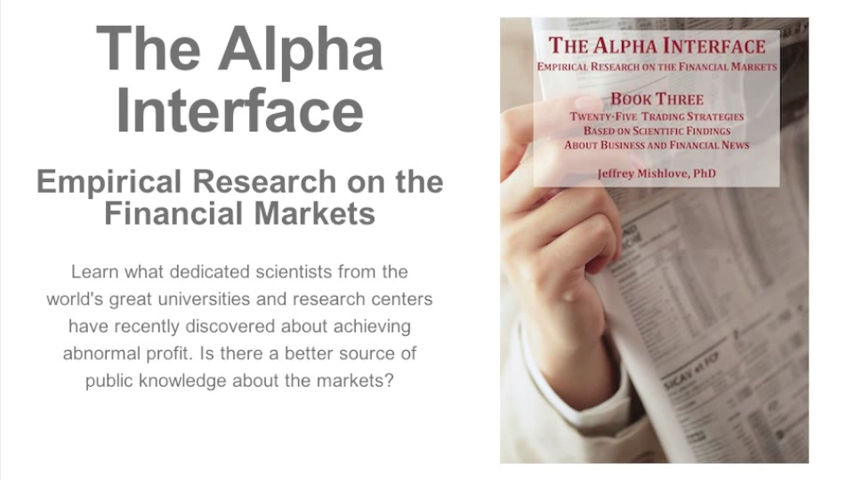 The Alpha
Interface
Empirical Research on the
Financial Markets
Learn what dedicated scientists from the
world's great universities and research centers
have recently discovered about achieving
abnormal profit. Is there a better source of
public knowledge about the markets?
THE ALPHA INTERFACE
EMPIRICAL RESEARCH ON THE FINANCIAL MARKETS
BOOK THREE
TWENTY-FIVE TRADING STRATEGIES
BASED ON SCIENTIFIC FINDINGS
ABOUT BUSINESS AND FINANCIAL NEWS
Jeffrey Mishlove, PhD
SICAV et FCP